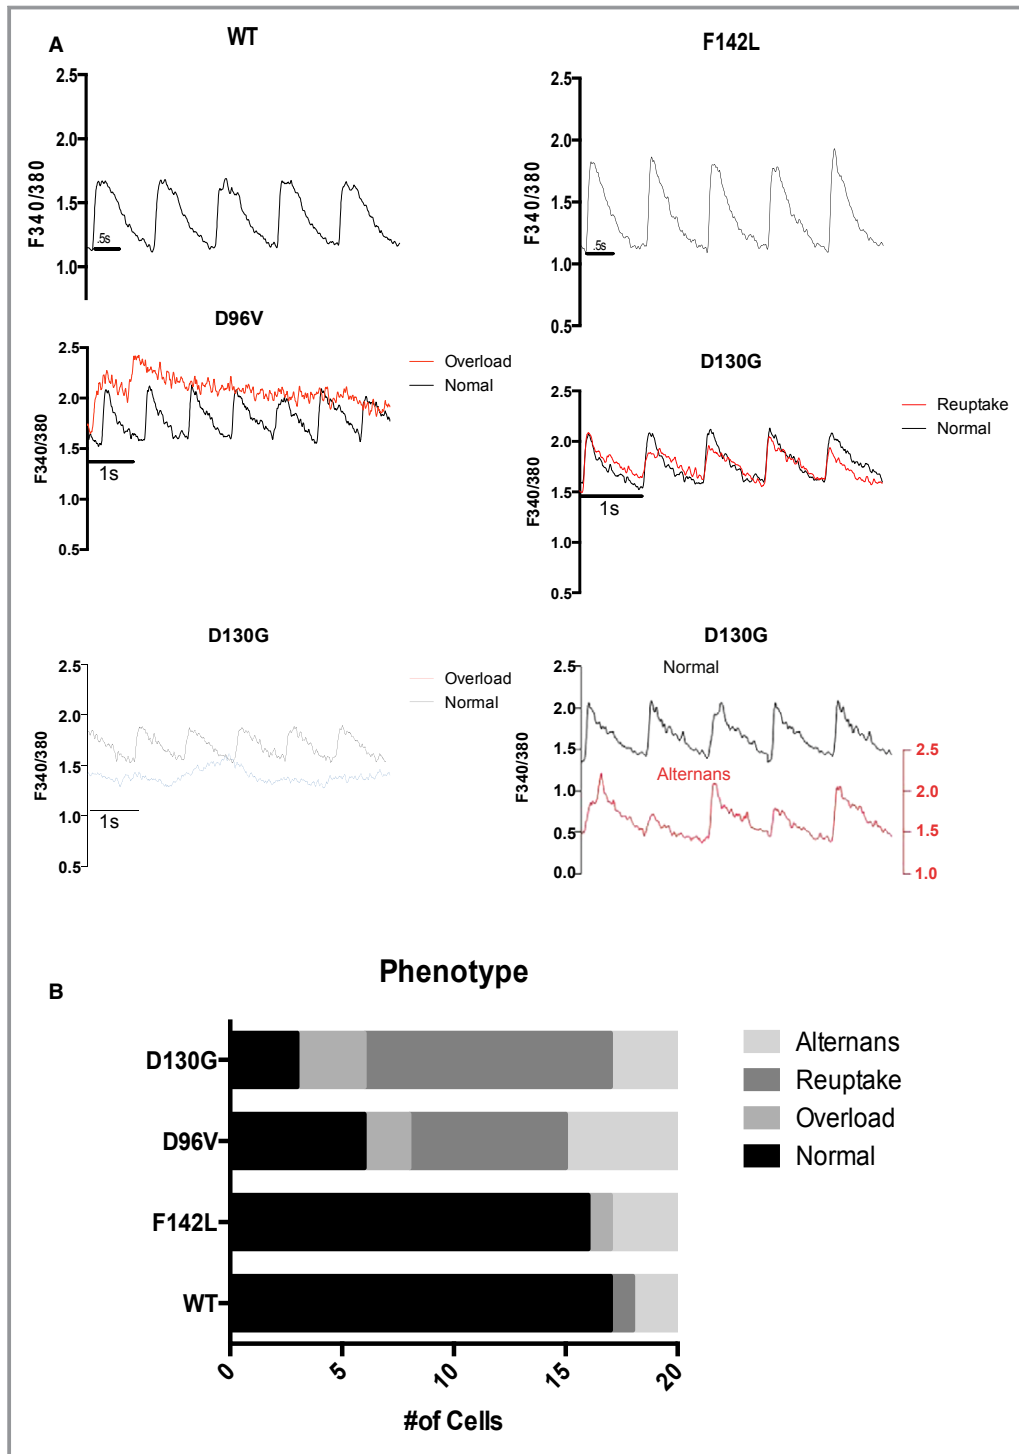 A
WT
2.5
2.0
1.5
1.0
F340/380
.5s
F142L
2.5
2.0
1.5
1.0
0.5
F340/380
.5s
D96V
2.5
2.0
1.5
1.0
0.5
F340/380
1s
Overload
Nomal
D130G
2.5
2.0
1.5
1.0
0.5
F340/380
1s
Reuptake
Normal
D130G
2.5
2.0
1.5
1.0
0.5
F340/380
1s
Overload
Normal
D130G
2.5
2.0
1.5
1.0
0.5
0.0
F340/380
Normal
Alternans
2.5
2.0
1.5
1.0
B
Phenotype
D130G
D96V
F142L
WT
0
5
10
15
20
#of Cells
Alternans
Reuptake
Overload
Normal